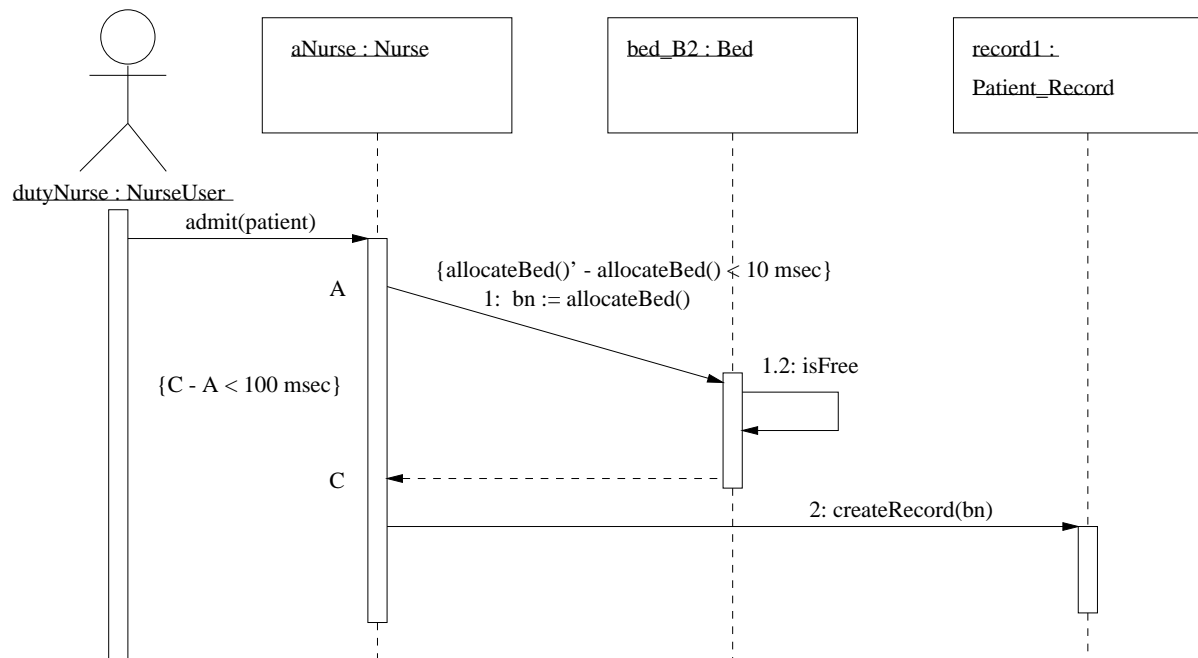 aNurse : Nurse
bed_B2 : Bed
record1 :
Patient_Record
dutyNurse : NurseUser
admit(patient)
{allocateBed()’ - allocateBed() < 10 msec}
A
1: bn := allocateBed()
1.2: isFree
{C - A < 100 msec}
C
2: createRecord(bn)